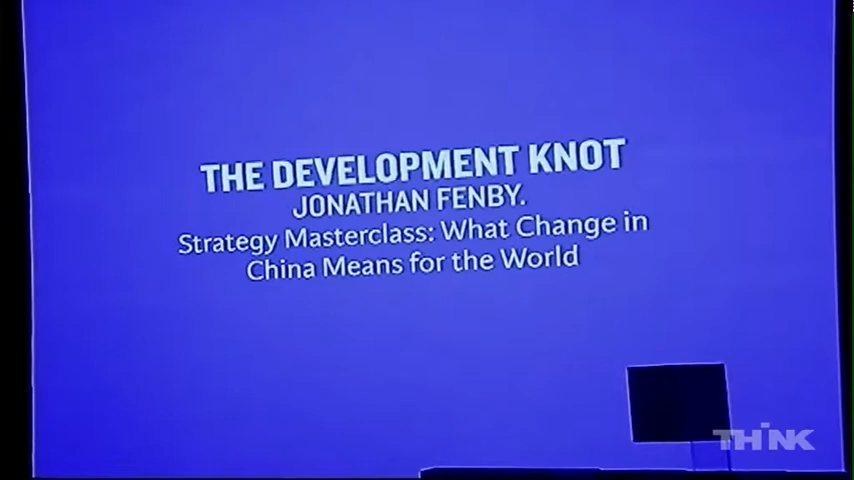 THE DEVELOPMENT KNOT
JONATHAN FENBY.
Strategy Masterclass: What Change in
China Means for the World
THINK